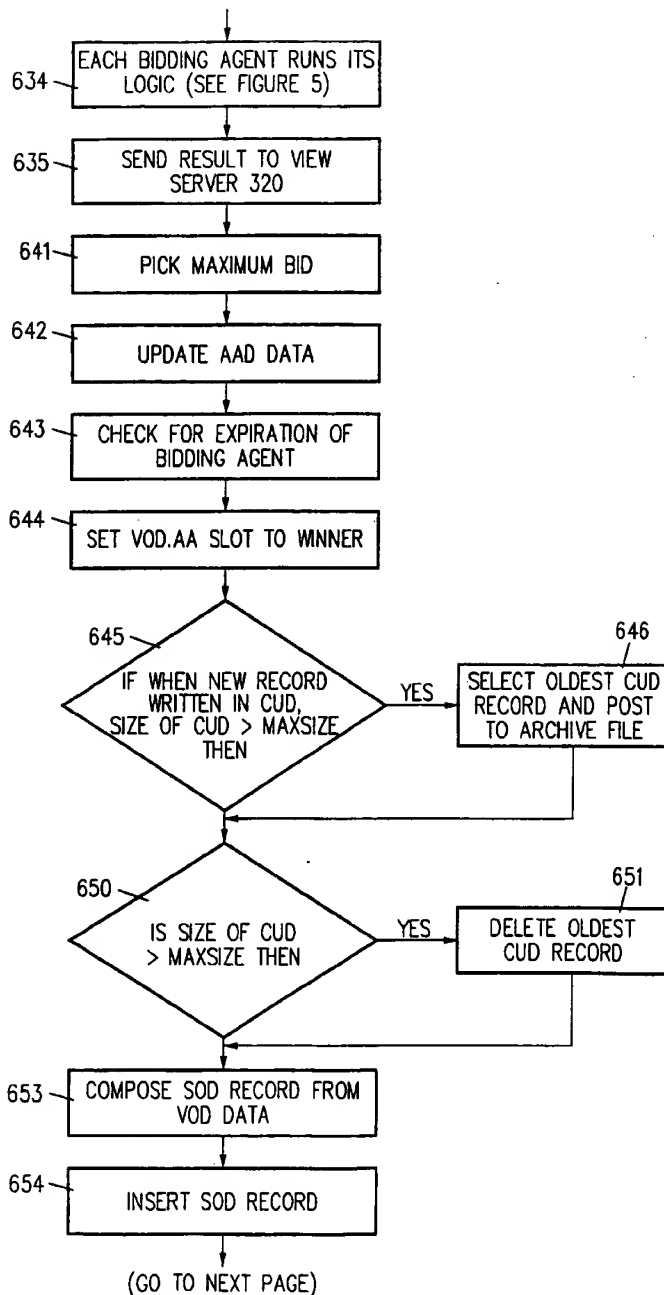 634
EACH BIDDING AGENT RUNS ITS
LOGIC (SEE FIGURE 5)
635
SEND RESULT TO VIEW
SERVER 320
641
PICK MAXIMUM BID
642
UPDATE AAD DATA
643
CHECK FOR EXPIRATION OF
BIDDING AGENT
644
SET VOD.AA SLOT TO WINNER
645
IF WHEN NEW RECORD
WRITTEN IN CUD,
SIZE OF CUD > MAXSIZE
THEN
YES
646
SELECT OLDEST CUD
RECORD AND POST
TO ARCHIVE FILE
650
IS SIZE OF CUD
> MAXSIZE THEN
YES
651
DELETE OLDEST
CUD RECORD
653
COMPOSE SOD RECORD FROM
VOD DATA
654
INSERT SOD RECORD
(GO TO NEXT PAGE)